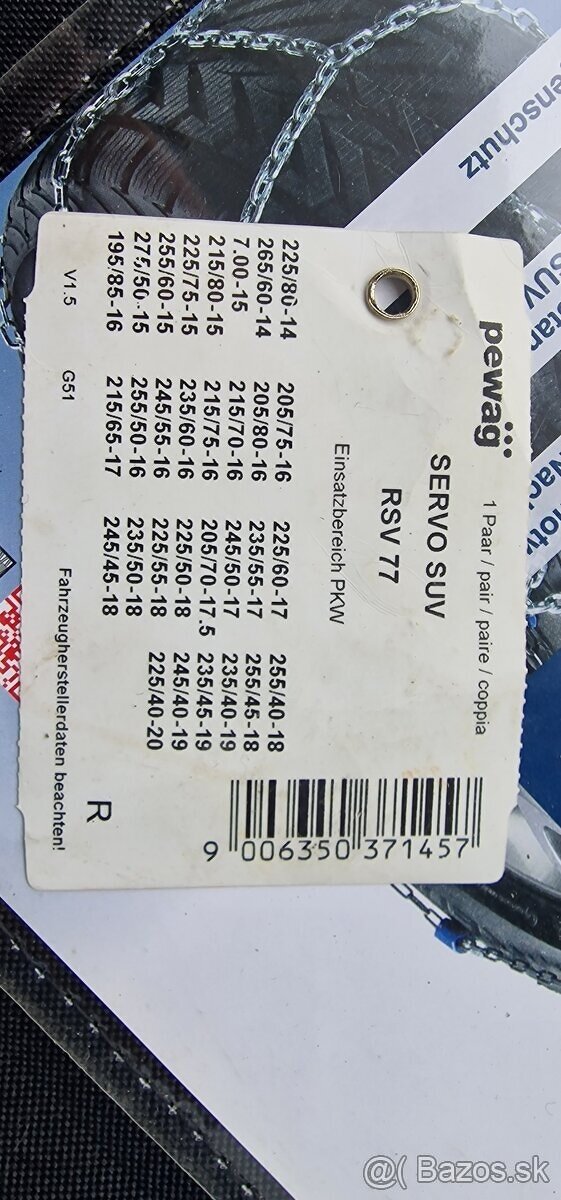 pewag 1 Paar / pair / paire / coppia
SERVO SUV
RSV 77
Einsatzbereich PKW
225/80-14 205/75-16 225/60-17 255/40-18
265/60-14 205/80-16 235/55-17 255/45-18
7.00-15 215/70-16 245/50-17 235/40-19
215/80-15 215/75-16 205/70-17.5 235/45-19
225/75-15 235/60-16 225/50-18 245/40-19
255/60-15 245/55-16 225/55-18 225/40-20
275/50-15 255/50-16 235/50-18
195/85-16 215/65-17 245/45-18
R
V1.5 G51 Fahrzeugherstellerdaten beachten!
9 006350 371457
enschutz
SUV
@( Bazos.sk